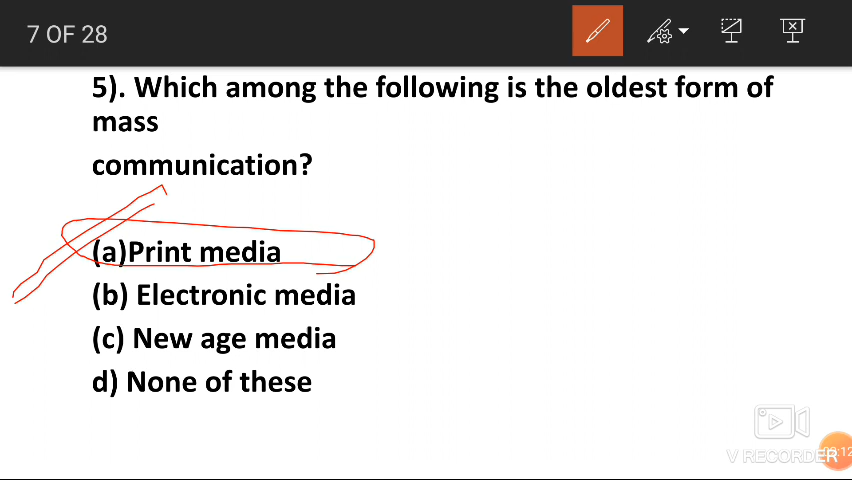 7 OF 28
5). Which among the following is the oldest form of
mass
communication?
(a)Print media
(b) Electronic media
(c) New age media
d) None of these
V RECORDER